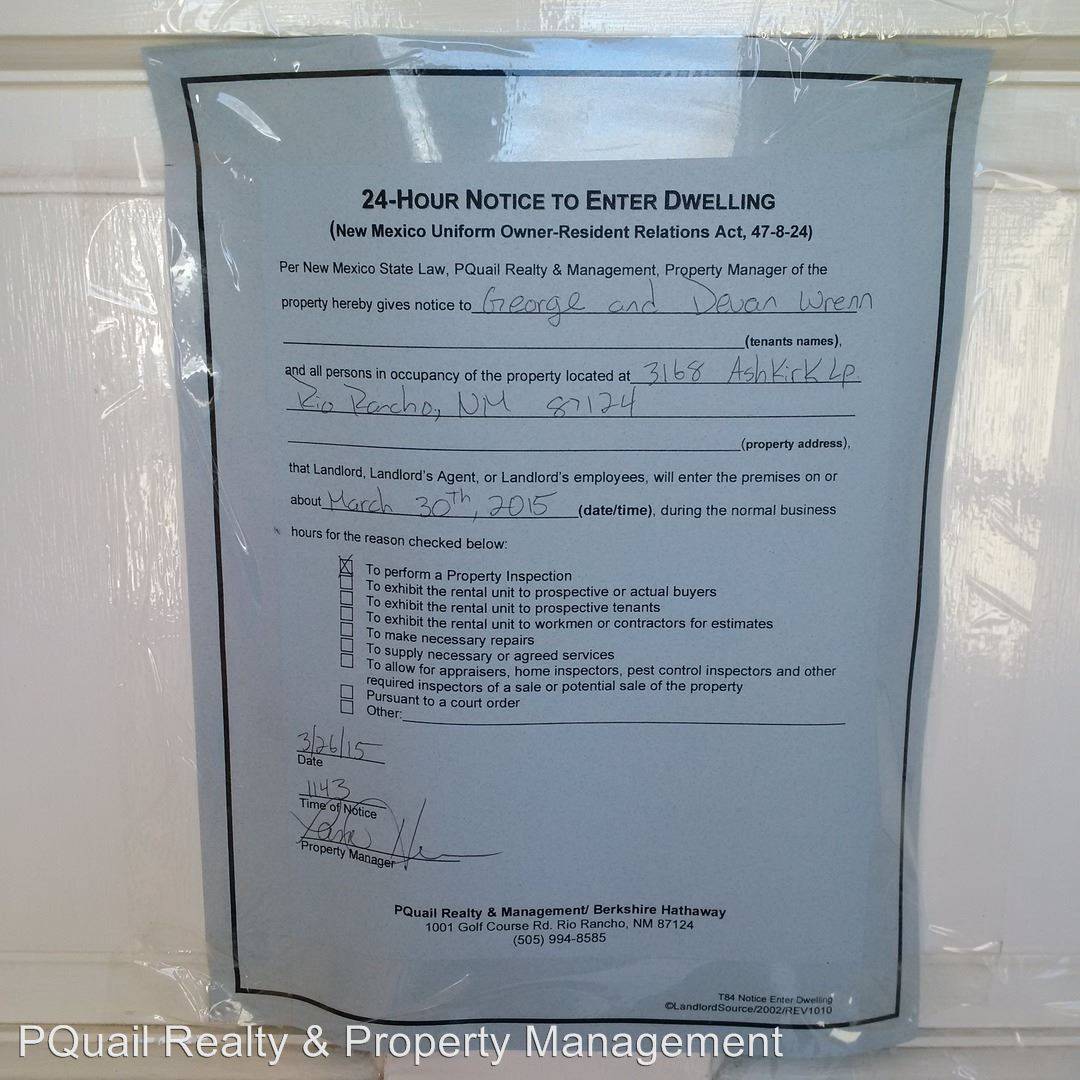 24-HOUR NOTICE TO ENTER DWELLING
(New Mexico Uniform Owner-Resident Relations Act, 47-8-24)
Per New Mexico State Law, PQuail Realty & Management, Property Manager of the
property hereby gives notice to George and Devan Wrenn
(tenants names),
and all persons in occupancy of the property located at 3168 AshKirk Lp
Rio Rancho, NM 87124
(property address),
that Landlord, Landlord's Agent, or Landlord's employees, will enter the premises on or
about March 30th, 2015 (date/time), during the normal business
hours for the reason checked below:
To perform a Property Inspection
To exhibit the rental unit to prospective or actual buyers
To exhibit the rental unit to prospective tenants
To exhibit the rental unit to workmen or contractors for estimates
To make necessary repairs
To supply necessary or agreed services
To allow for appraisers, home inspectors, pest control inspectors and other
required inspectors of a sale or potential sale of the property
Pursuant to a court order
Other:
3/26/15
Date
1143
Time of Notice
Property Manager
PQuail Realty & Management/ Berkshire Hathaway
1001 Golf Course Rd. Rio Rancho, NM 87124
(505) 994-8585
T84 Notice Enter Dwelling
©LandlordSource/2002/REV1010
PQuail Realty & Property Management